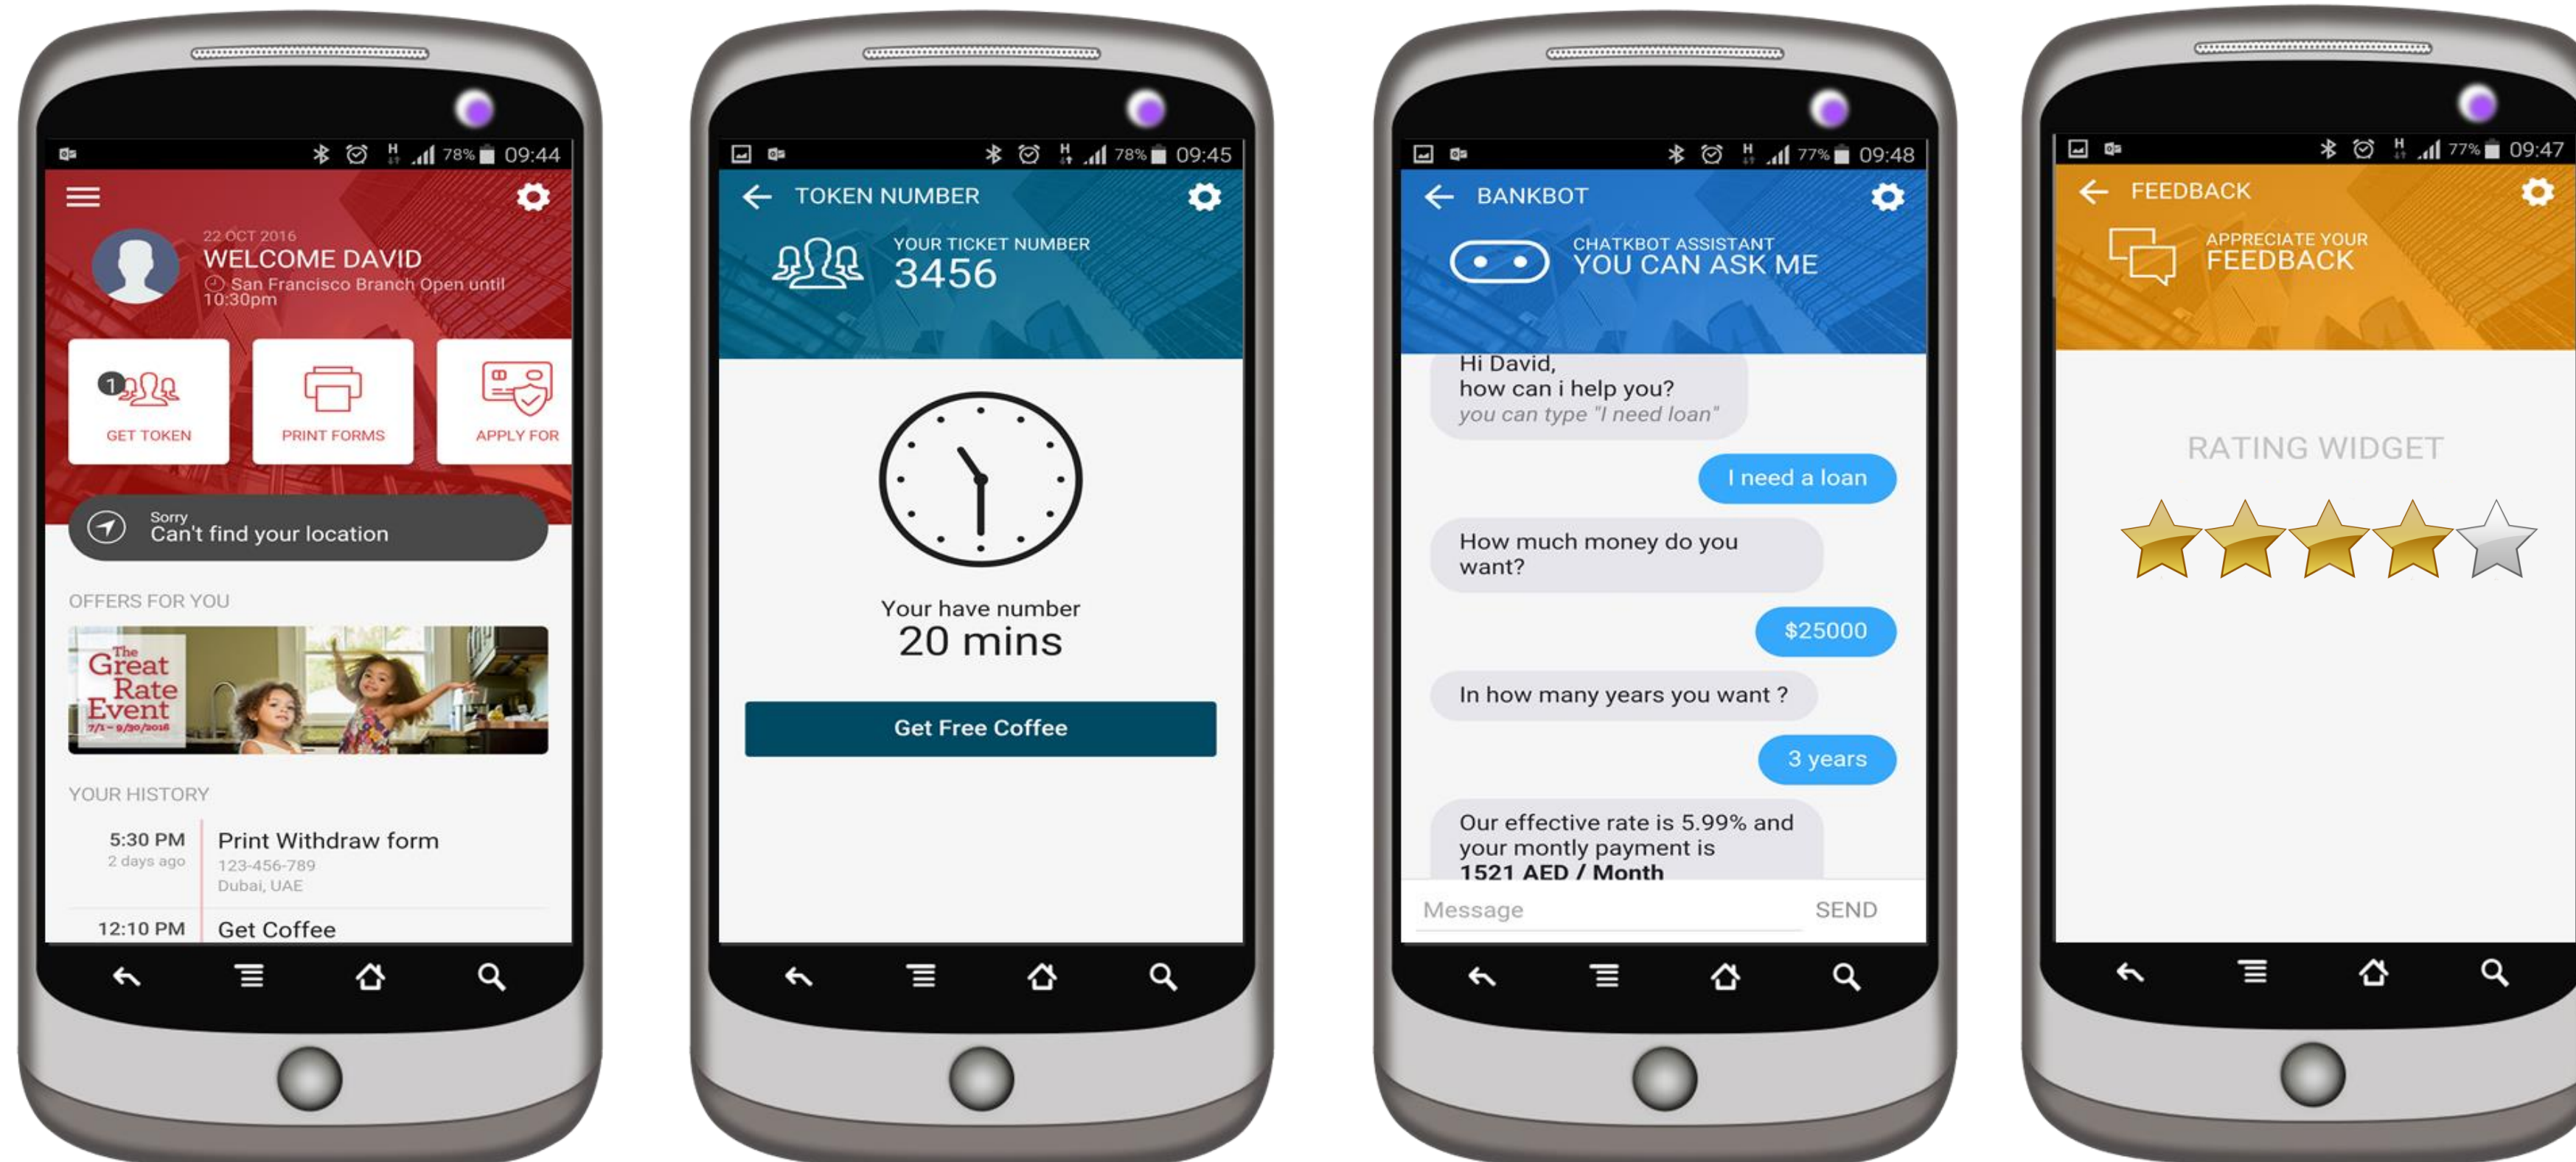 78% 09:44
22 OCT 2016
WELCOME DAVID
San Francisco Branch Open until
10:30pm
1
GET TOKEN
PRINT FORMS
APPLY FOR
Sorry
Can't find your location
OFFERS FOR YOU
The
Great
Rate
Event
7/1 - 9/30/2016
YOUR HISTORY
5:30 PM
Print Withdraw form
2 days ago
123-456-789
Dubai, UAE
12:10 PM
Get Coffee
H 78% 09:45
TOKEN NUMBER
YOUR TICKET NUMBER
3456
Your have number
20 mins
Get Free Coffee
H 77% 09:48
BANKBOT
CHATKBOT ASSISTANT
YOU CAN ASK ME
Hi David,
how can i help you?
you can type "I need loan"
I need a loan
How much money do you
want?
$25000
In how many years you want ?
3 years
Our effective rate is 5.99% and
your montly payment is
1521 AED / Month
Message
SEND
H 77% 09:47
FEEDBACK
APPRECIATE YOUR
FEEDBACK
RATING WIDGET